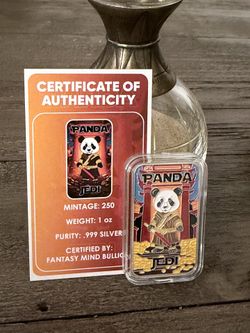 CERTIFICATE OF
AUTHENTICITY
PANDA
JEDI
MINTAGE: 250
WEIGHT: 1 oz
PURITY: .999 SILVER
CERTIFIED BY:
FANTASY MIND BULLION
PANDA
JEDI